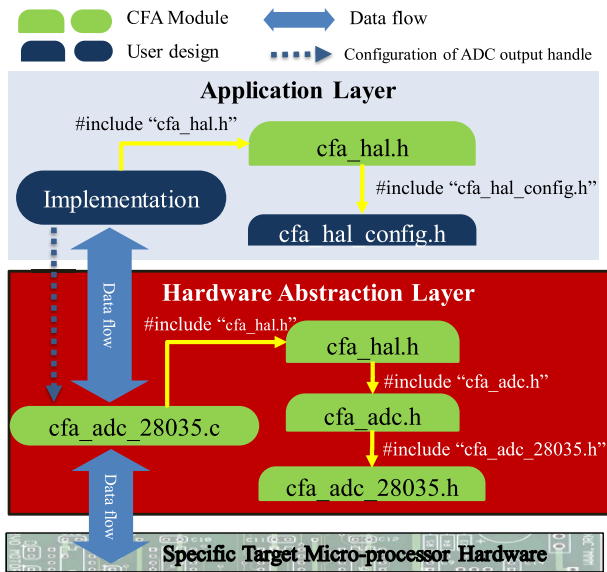 CFA Module
Data flow
User design
Configuration of ADC output handle
Application Layer
#include “cfa_hal.h”
cfa_hal.h
#include “cfa_hal_config.h”
Implementation
cfa_hal_config.h
Data flow
Hardware Abstraction Layer
#include “cfa_hal.h”
cfa_hal.h
#include “cfa_adc.h”
cfa_adc_28035.c
cfa_adc.h
#include “cfa_adc_28035.h”
cfa_adc_28035.h
Data flow
Specific Target Micro-processor Hardware